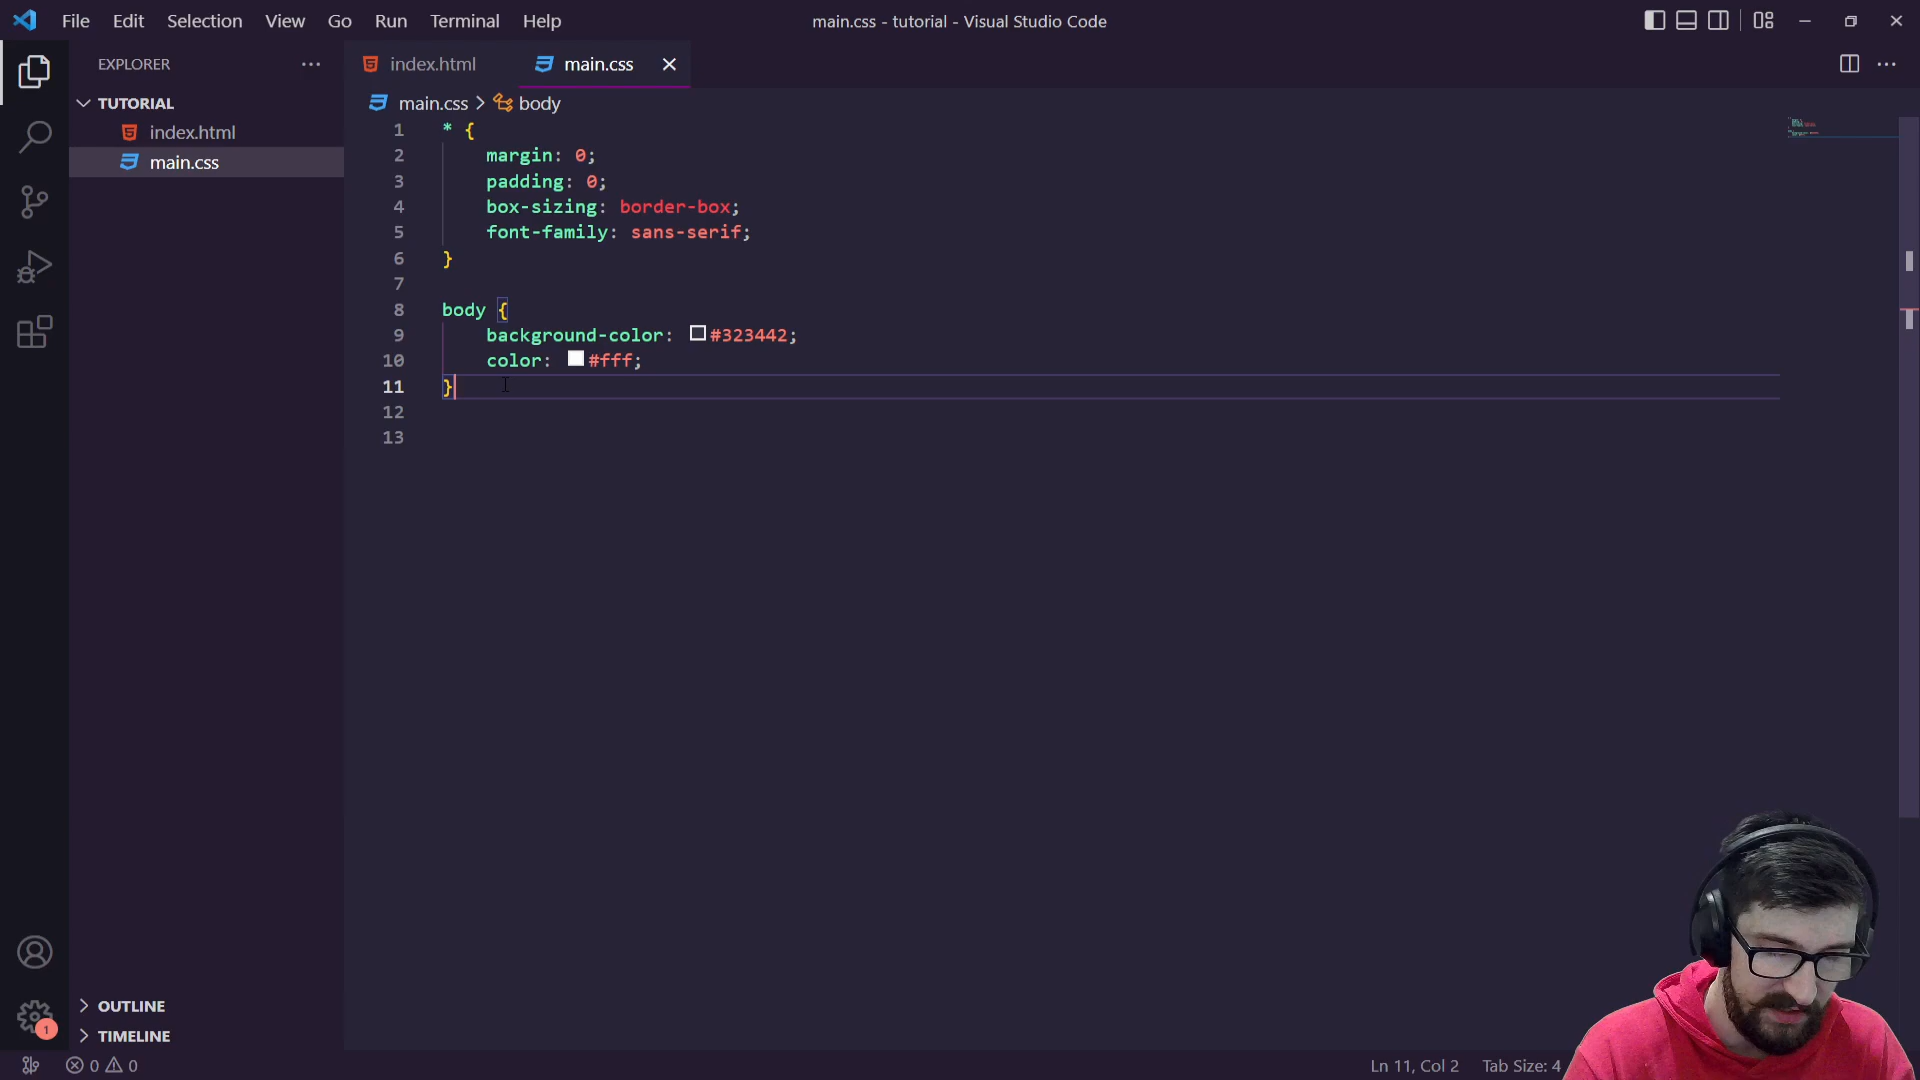 File Edit Selection View Go Run Terminal Help
main.css - tutorial - Visual Studio Code
EXPLORER
TUTORIAL
index.html
main.css
index.html
main.css
main.css > body
1 * {
2 margin: 0;
3 padding: 0;
4 box-sizing: border-box;
5 font-family: sans-serif;
6 }
7
8 body {
9 background-color: #323442;
10 color: #fff;
11 }
12
13
OUTLINE
TIMELINE
1
0 0
Ln 11, Col 2 Tab Size: 4